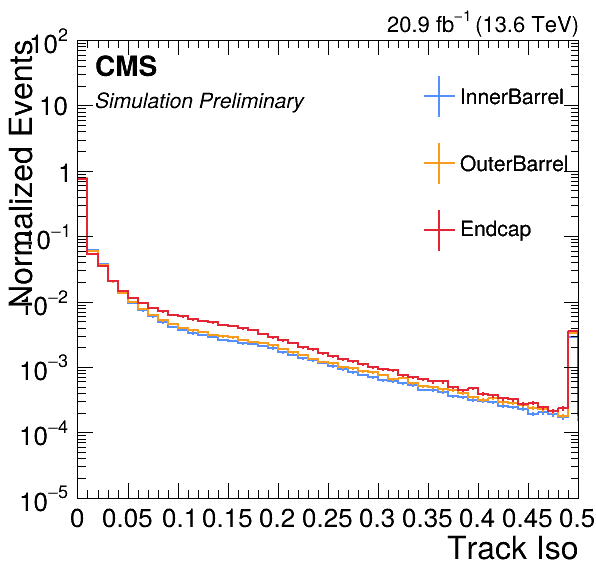 20.9 fb⁻¹ (13.6 TeV)
CMS
Simulation Preliminary
InnerBarrel
OuterBarrel
Endcap
Normalized Events
10²
10
1
10⁻¹
10⁻²
10⁻³
10⁻⁴
10⁻⁵
0 0.05 0.1 0.15 0.2 0.25 0.3 0.35 0.4 0.45 0.5
Track Iso